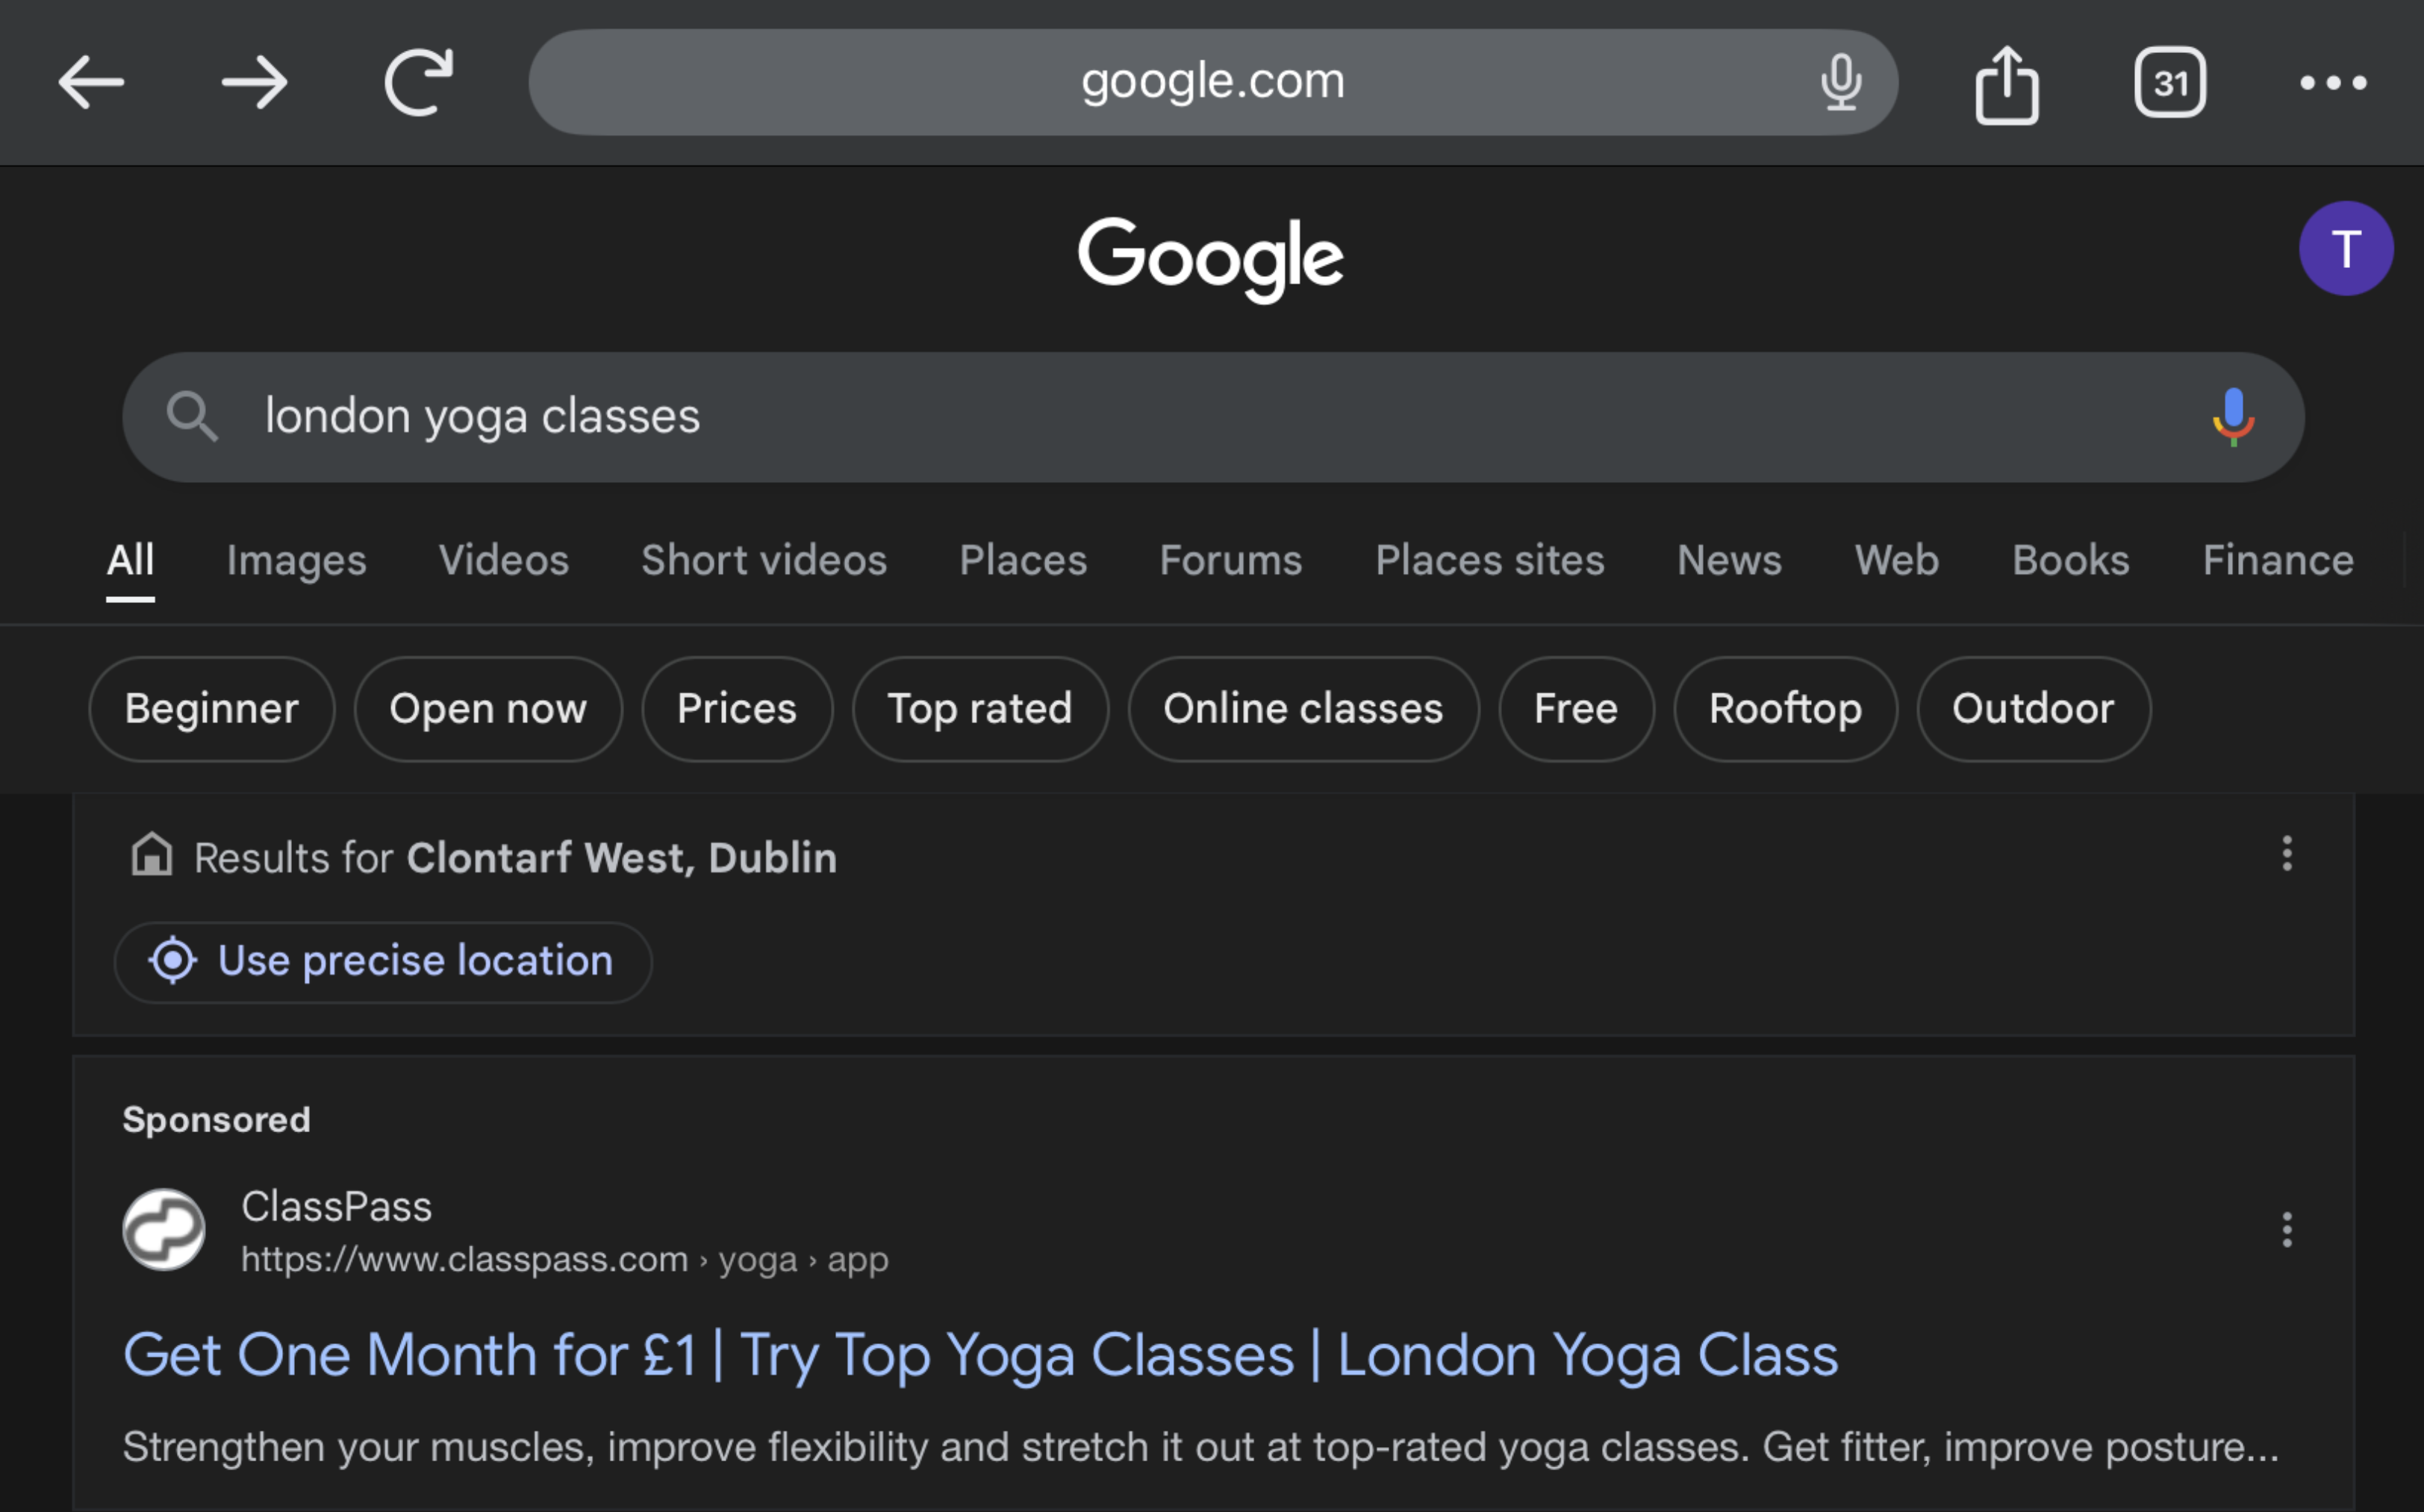 google.com
31
Google
T
london yoga classes
All Images Videos Short videos Places Forums Places sites News Web Books Finance
Beginner Open now Prices Top rated Online classes Free Rooftop Outdoor
Results for Clontarf West, Dublin
Use precise location
Sponsored
ClassPass
https://www.classpass.com › yoga › app
Get One Month for £1 | Try Top Yoga Classes | London Yoga Class
Strengthen your muscles, improve flexibility and stretch it out at top-rated yoga classes. Get fitter, improve posture...